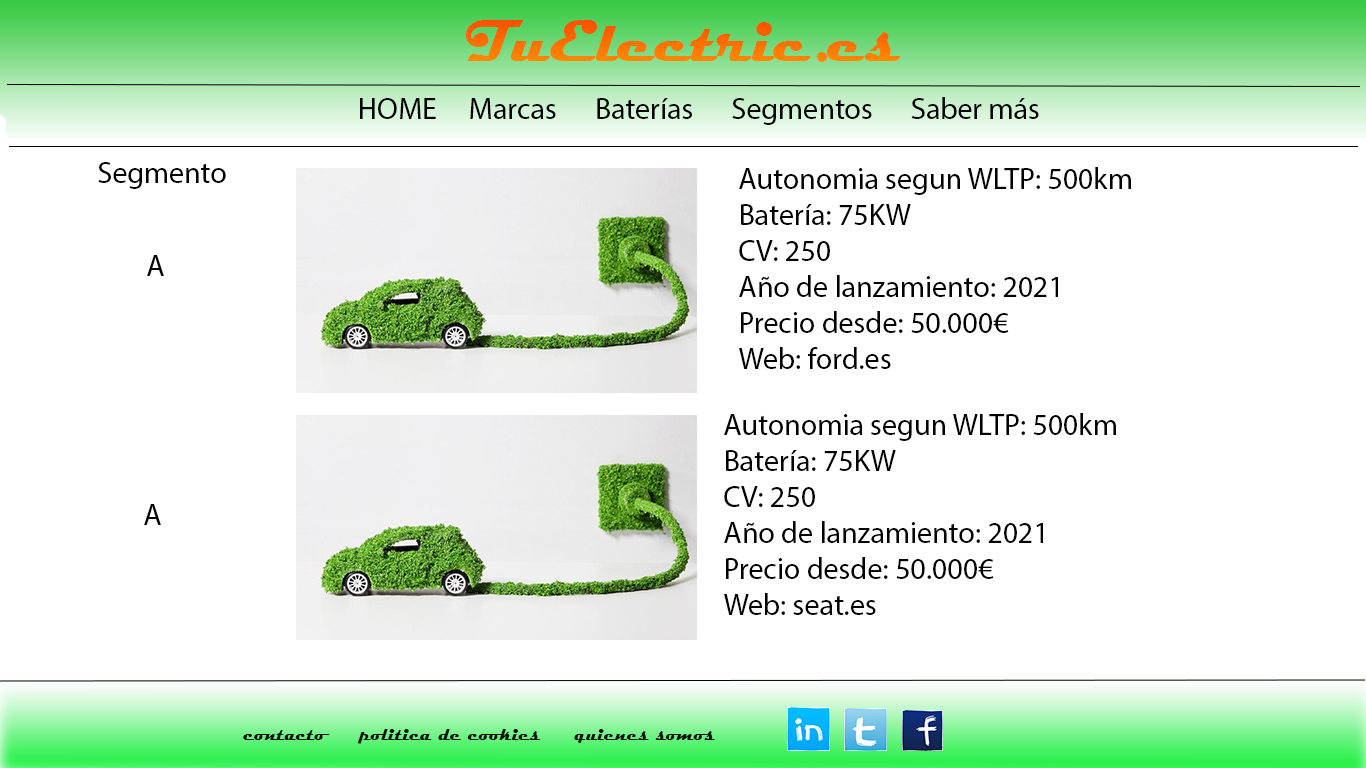 TuElectric.es
HOME Marcas Baterías Segmentos Saber más
Segmento
A
Autonomia segun WLTP: 500km
Batería: 75KW
CV: 250
Año de lanzamiento: 2021
Precio desde: 50.000€
Web: ford.es
A
Autonomia segun WLTP: 500km
Batería: 75KW
CV: 250
Año de lanzamiento: 2021
Precio desde: 50.000€
Web: seat.es
contacto politica de cookies quienes somos in t f